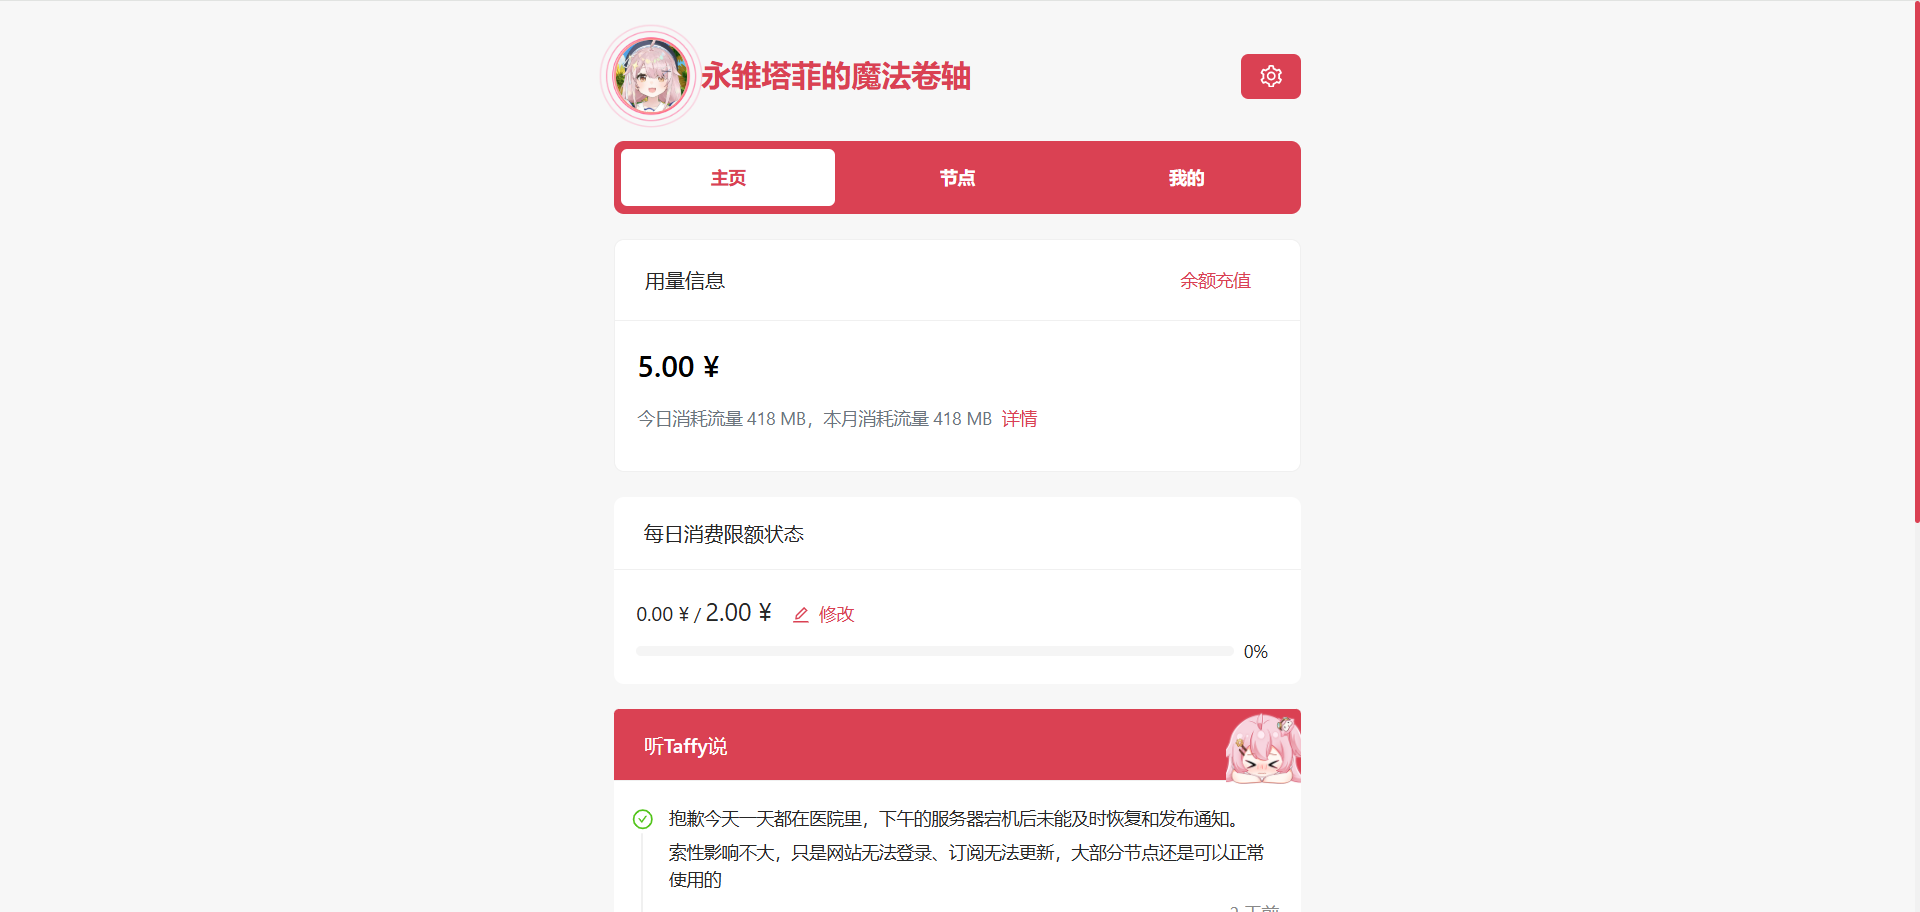 永雏塔菲的魔法卷轴
主页
节点
我的
用量信息
余额充值
5.00 ¥
今日消耗流量 418 MB，本月消耗流量 418 MB 详情
每日消费限额状态
0.00 ¥ / 2.00 ¥ 修改
0%
听Taffy说
抱歉今天一天都在医院里，下午的服务器宕机后未能及时恢复和发布通知。
索性影响不大，只是网站无法登录、订阅无法更新，大部分节点还是可以正常
使用的